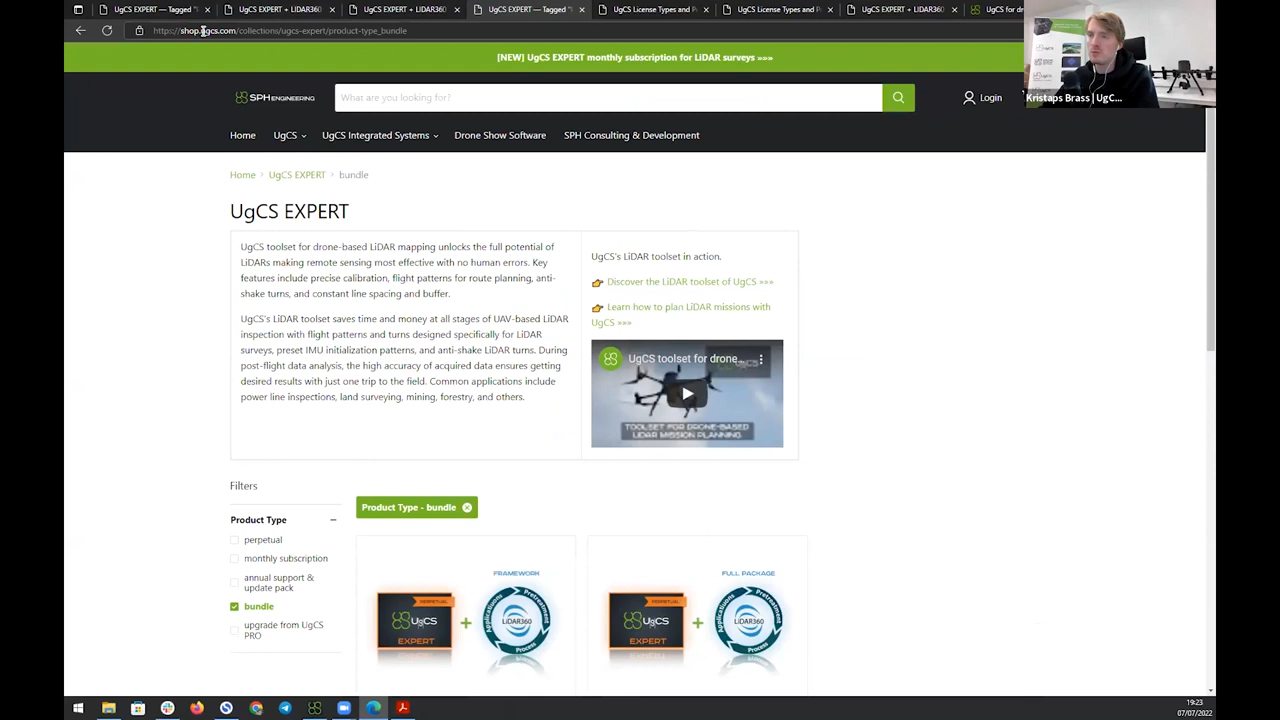 UgCS EXPERT — Tagged "
UgCS EXPERT + LiDAR360
UgCS EXPERT + LiDAR360
UgCS EXPERT — Tagged "
UgCS License Types and P
UgCS License Types and P
UgCS EXPERT + LiDAR360
UgCS for dr
https://shop.ugcs.com/collections/ugcs-expert/product-type_bundle
[NEW] UgCS EXPERT monthly subscription for LiDAR surveys »»»
SPH ENGINEERING
What are you looking for?
Login
Kristaps Brass | UgC...
Home
UgCS
UgCS Integrated Systems
Drone Show Software
SPH Consulting & Development
Home > UgCS EXPERT > bundle
UgCS EXPERT
UgCS toolset for drone-based LiDAR mapping unlocks the full potential of
LiDARs making remote sensing most effective with no human errors. Key
features include precise calibration, flight patterns for route planning, anti-
shake turns, and constant line spacing and buffer.
UgCS's LiDAR toolset saves time and money at all stages of UAV-based LiDAR
inspection with flight patterns and turns designed specifically for LiDAR
surveys, preset IMU initialization patterns, and anti-shake LiDAR turns. During
post-flight data analysis, the high accuracy of acquired data ensures getting
desired results with just one trip to the field. Common applications include
power line inspections, land surveying, mining, forestry, and others.
UgCS's LiDAR toolset in action.
👉 Discover the LiDAR toolset of UgCS »»»
👉 Learn how to plan LiDAR missions with
UgCS »»»
UgCS toolset for drone...
TOOLSET FOR DRONE-BASED
LIDAR MISSION PLANNING
Filters
Product Type
perpetual
monthly subscription
annual support &
update pack
bundle
upgrade from UgCS
PRO
Product Type - bundle
FRAMEWORK
PERPETUAL
UgCS
EXPERT
+
Applications
Pretreatment
Process
LiDAR360
FULL PACKAGE
PERPETUAL
UgCS
EXPERT
+
Applications
Pretreatment
Process
LiDAR360
19:23
07/07/2022